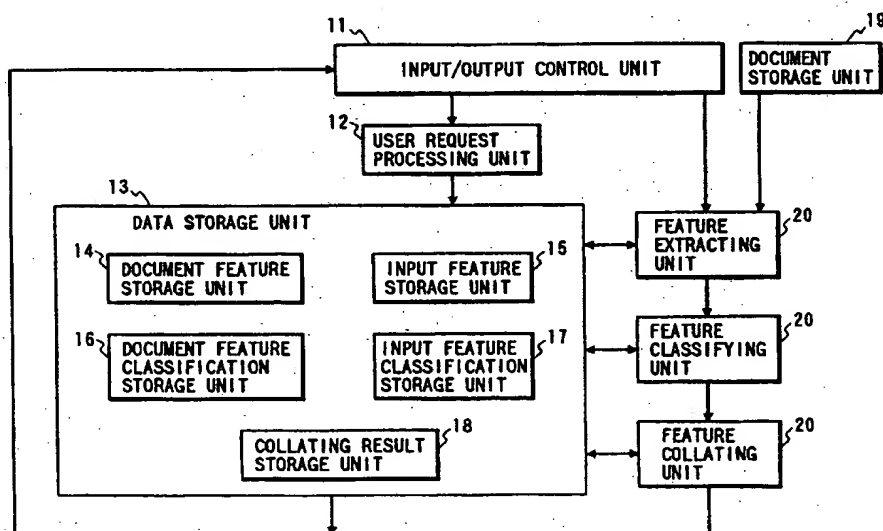 11
INPUT/OUTPUT CONTROL UNIT
19
DOCUMENT
STORAGE UNIT
12
USER REQUEST
PROCESSING UNIT
13
DATA STORAGE UNIT
14
DOCUMENT FEATURE
STORAGE UNIT
15
INPUT FEATURE
STORAGE UNIT
20
FEATURE
EXTRACTING
UNIT
16
DOCUMENT FEATURE
CLASSIFICATION
STORAGE UNIT
17
INPUT FEATURE
CLASSIFICATION
STORAGE UNIT
20
FEATURE
CLASSIFYING
UNIT
18
COLLATING RESULT
STORAGE UNIT
20
FEATURE
COLLATING
UNIT